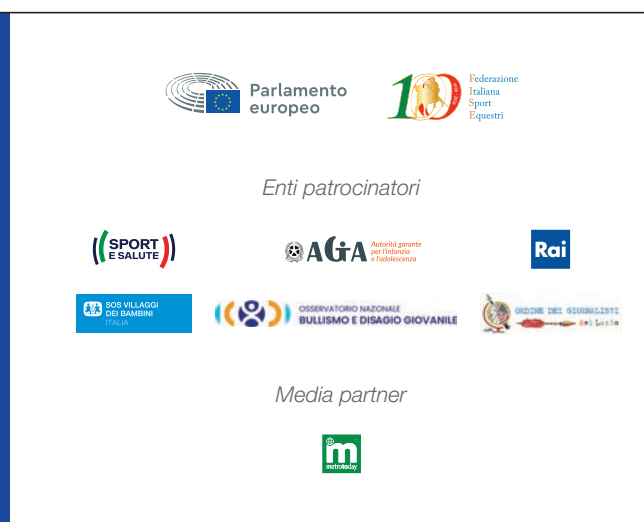 Parlamento
europeo
100
Federazione
Italiana
Sport
Equestri
Enti patrocinatori
SPORT
E SALUTE
AGIA
Autorità garante
per l'infanzia
e l'adolescenza
Rai
SOS VILLAGGI
DEI BAMBINI
ITALIA
OSSERVATORIO NAZIONALE
BULLISMO E DISAGIO GIOVANILE
ORDINE DEI GIORNALISTI
del Lazio
Media partner
m
metrotoday